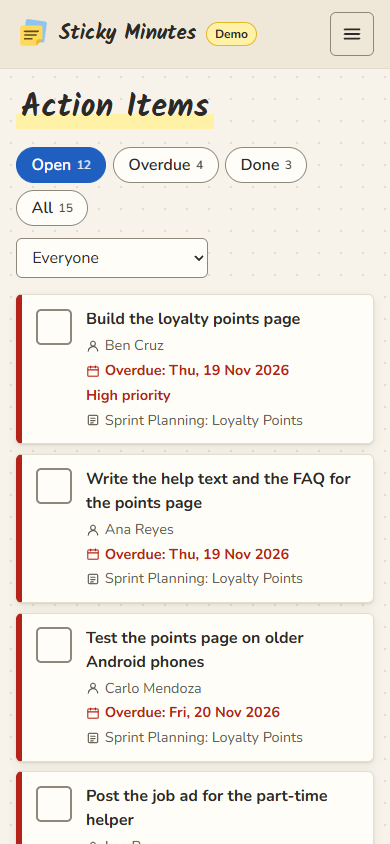 Sticky Minutes Demo
Action Items
Open 12 Overdue 4 Done 3
All 15
Everyone
Build the loyalty points page
Ben Cruz
Overdue: Thu, 19 Nov 2026
High priority
Sprint Planning: Loyalty Points
Write the help text and the FAQ for
the points page
Ana Reyes
Overdue: Thu, 19 Nov 2026
Sprint Planning: Loyalty Points
Test the points page on older
Android phones
Carlo Mendoza
Overdue: Fri, 20 Nov 2026
Sprint Planning: Loyalty Points
Post the job ad for the part-time
helper